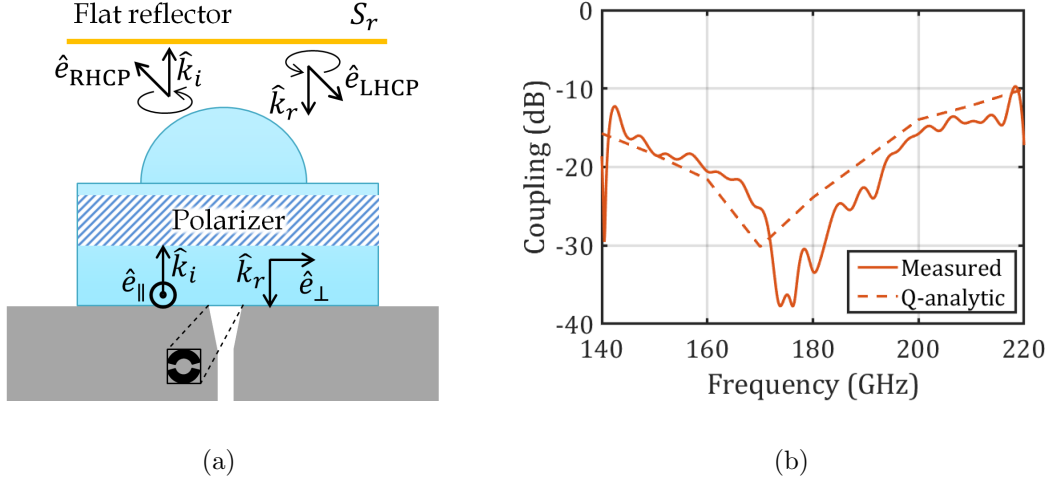 Flat reflector S_r
ê_RHCP k̂_i k̂_r ê_LHCP
Polarizer
ê_∥ k̂_i k̂_r ê_⊥
(a)
Coupling (dB)
0
-10
-20
-30
-40
140 160 180 200 220
Frequency (GHz)
Measured
Q-analytic
(b)